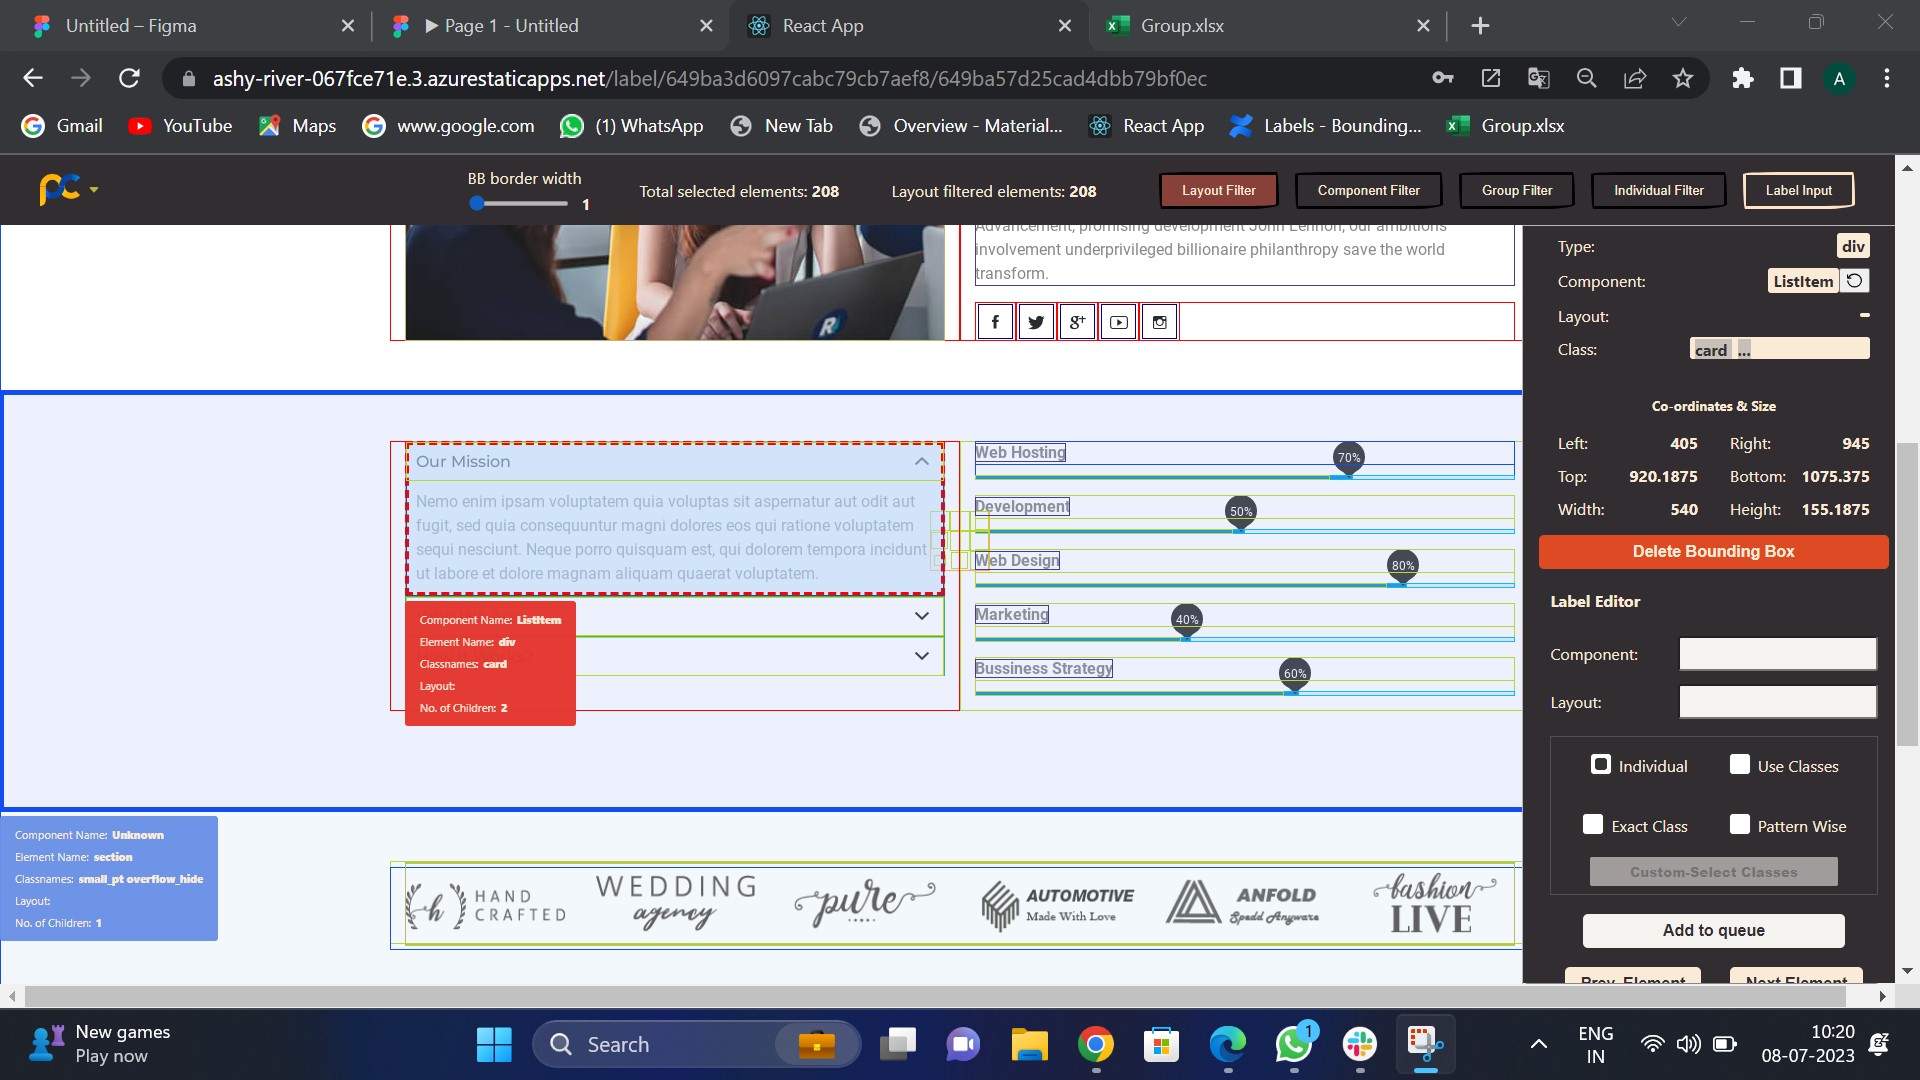 Untitled – Figma
Page 1 - Untitled
React App
Group.xlsx
ashy-river-067fce71e.3.azurestaticapps.net/label/649ba3d6097cabc79cb7aef8/649ba57d25cad4dbb79bf0ec
A
Gmail
YouTube
Maps
www.google.com
(1) WhatsApp
New Tab
Overview - Material...
React App
Labels - Bounding...
Group.xlsx
BB border width
1
Total selected elements: 208
Layout filtered elements: 208
Layout Filter
Component Filter
Group Filter
Individual Filter
Label Input
Advancement, promising development John Lennon, our ambitions
involvement underprivileged billionaire philanthropy save the world
transform.
Our Mission
Nemo enim ipsam voluptatem quia voluptas sit aspernatur aut odit aut
fugit, sed quia consequuntur magni dolores eos qui ratione voluptatem
sequi nesciunt. Neque porro quisquam est, qui dolorem tempora incidunt
ut labore et dolore magnam aliquam quaerat voluptatem.
Component Name: ListItem
Element Name: div
Classnames: card
Layout:
No. of Children: 2
Web Hosting
70%
Development
50%
Web Design
80%
Marketing
40%
Bussiness Strategy
60%
Component Name: Unknown
Element Name: section
Classnames: small_pt overflow_hide
Layout:
No. of Children: 1
h HAND
CRAFTED
WEDDING
agency
pure
AUTOMOTIVE
Made With Love
ANFOLD
Spedd Anyware
fashion
LIVE
Type: div
Component: ListItem
Layout: -
Class: card ...
Co-ordinates & Size
Left: 405 Right: 945
Top: 920.1875 Bottom: 1075.375
Width: 540 Height: 155.1875
Delete Bounding Box
Label Editor
Component:
Layout:
Individual
Use Classes
Exact Class
Pattern Wise
Custom-Select Classes
Add to queue
Prev. Element
Next Element
New games
Play now
Search
1
ENG
IN
10:20
08-07-2023